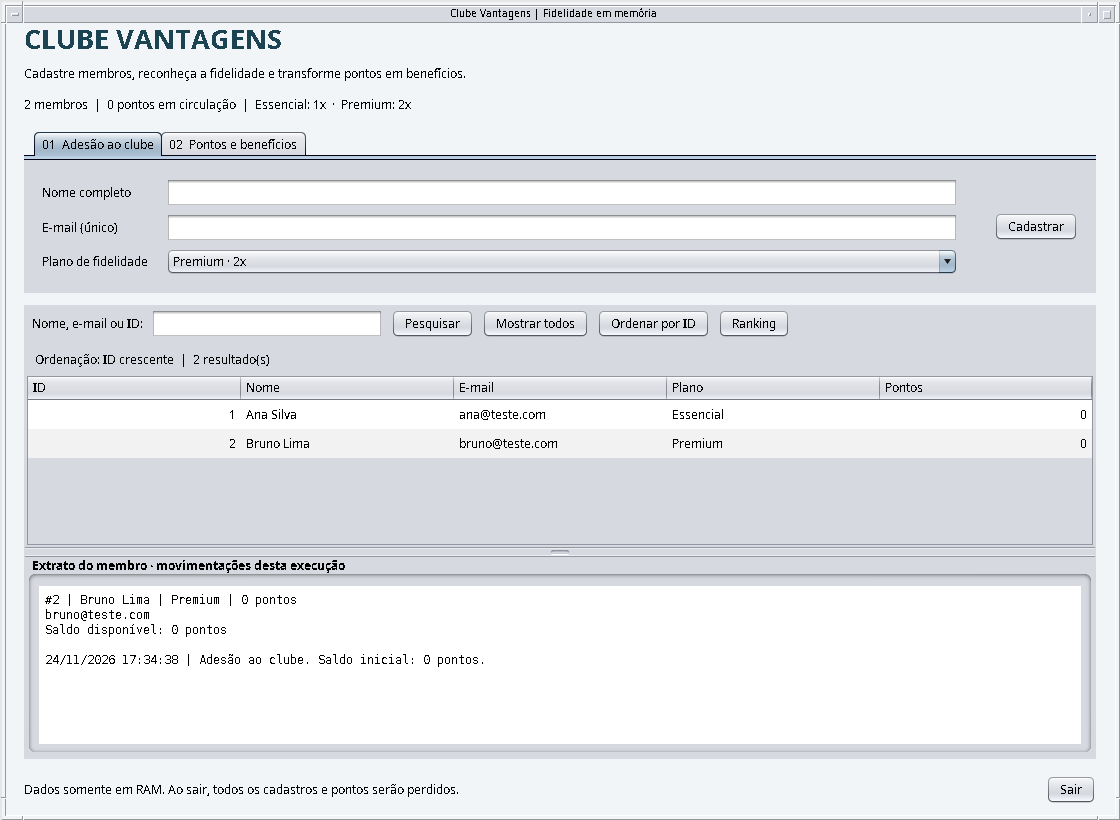 Clube Vantagens | Fidelidade em memória
CLUBE VANTAGENS
Cadastre membros, reconheça a fidelidade e transforme pontos em benefícios.
2 membros | 0 pontos em circulação | Essencial: 1x · Premium: 2x
01 Adesão ao clube 02 Pontos e benefícios
Nome completo
E-mail (único)
Cadastrar
Plano de fidelidade Premium · 2x
Nome, e-mail ou ID: Pesquisar Mostrar todos Ordenar por ID Ranking
Ordenação: ID crescente | 2 resultado(s)
ID Nome E-mail Plano Pontos
1 Ana Silva ana@teste.com Essencial 0
2 Bruno Lima bruno@teste.com Premium 0
Extrato do membro · movimentações desta execução
#2 | Bruno Lima | Premium | 0 pontos
bruno@teste.com
Saldo disponível: 0 pontos
24/11/2026 17:34:38 | Adesão ao clube. Saldo inicial: 0 pontos.
Dados somente em RAM. Ao sair, todos os cadastros e pontos serão perdidos. Sair